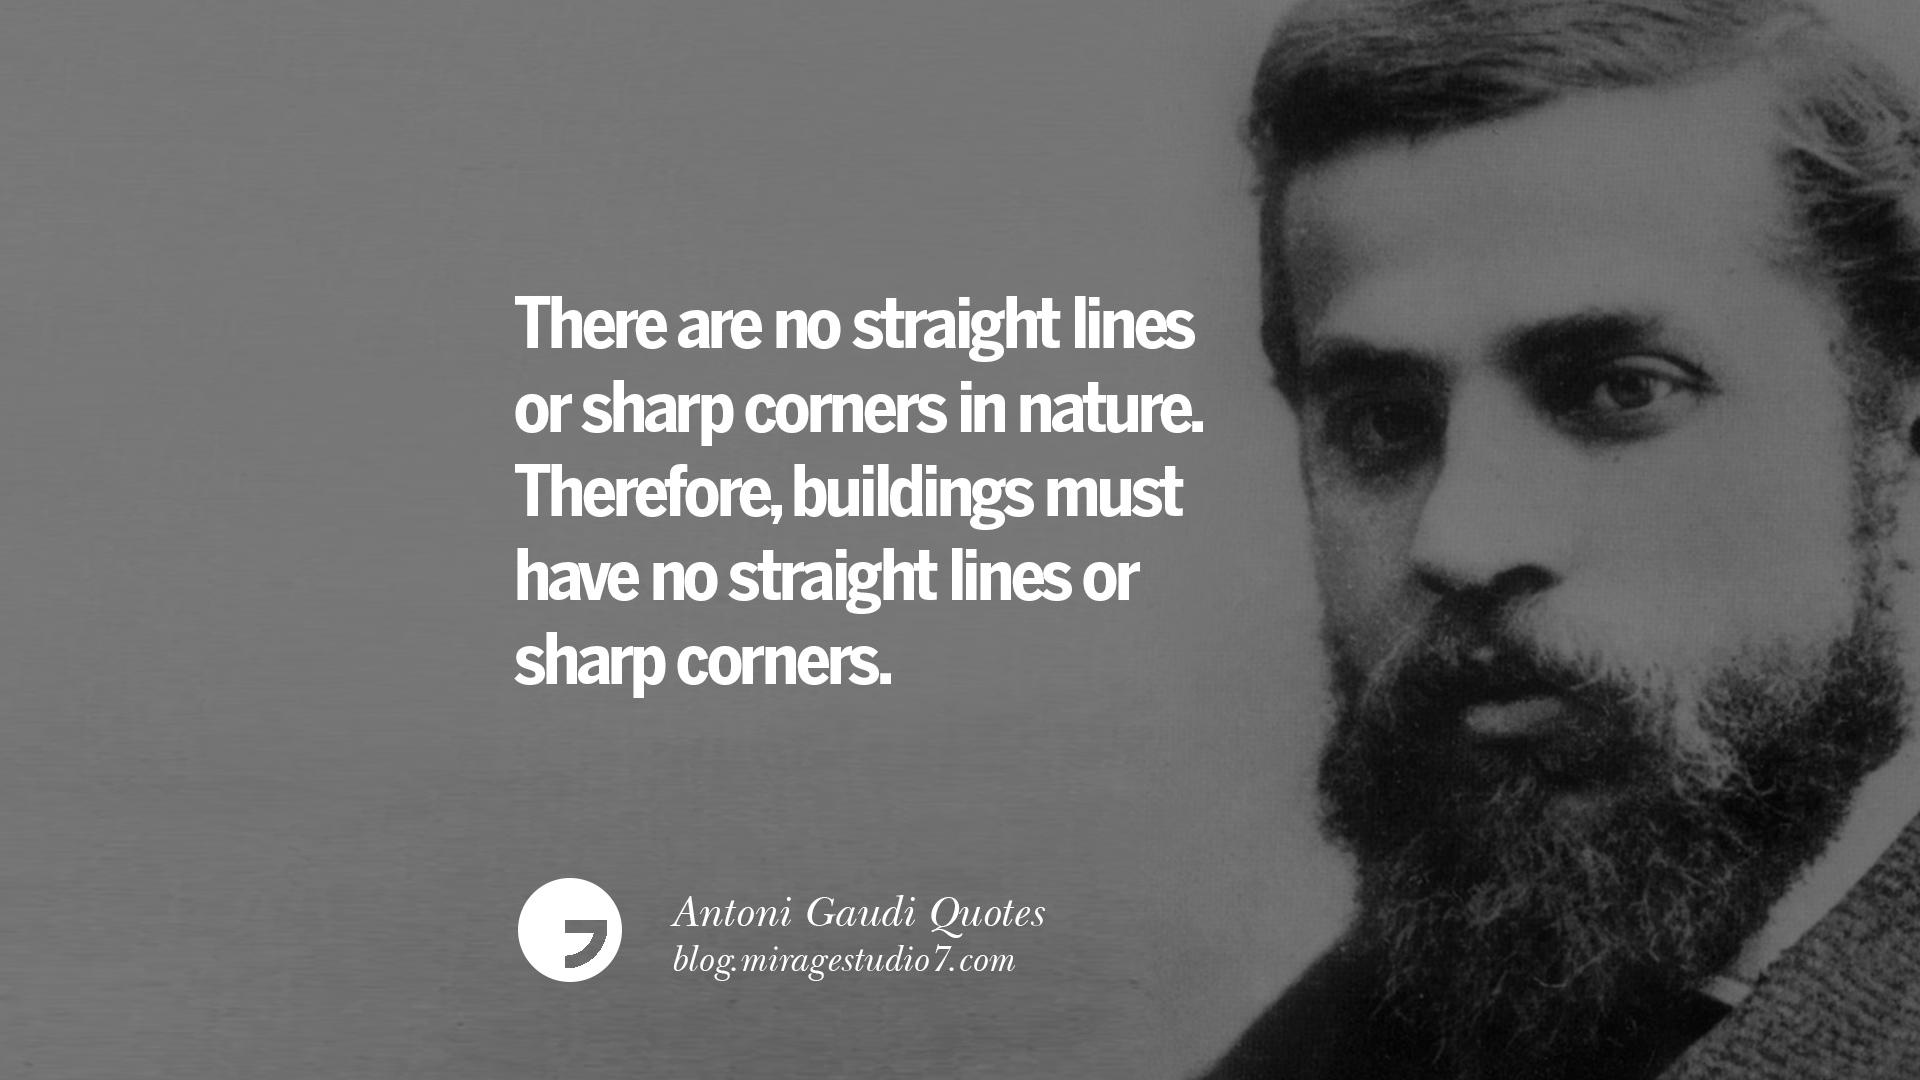 There are no straight lines
or sharp corners in nature.
Therefore, buildings must
have no straight lines or
sharp corners.
Antoni Gaudi Quotes
blog.miragestudio7.com